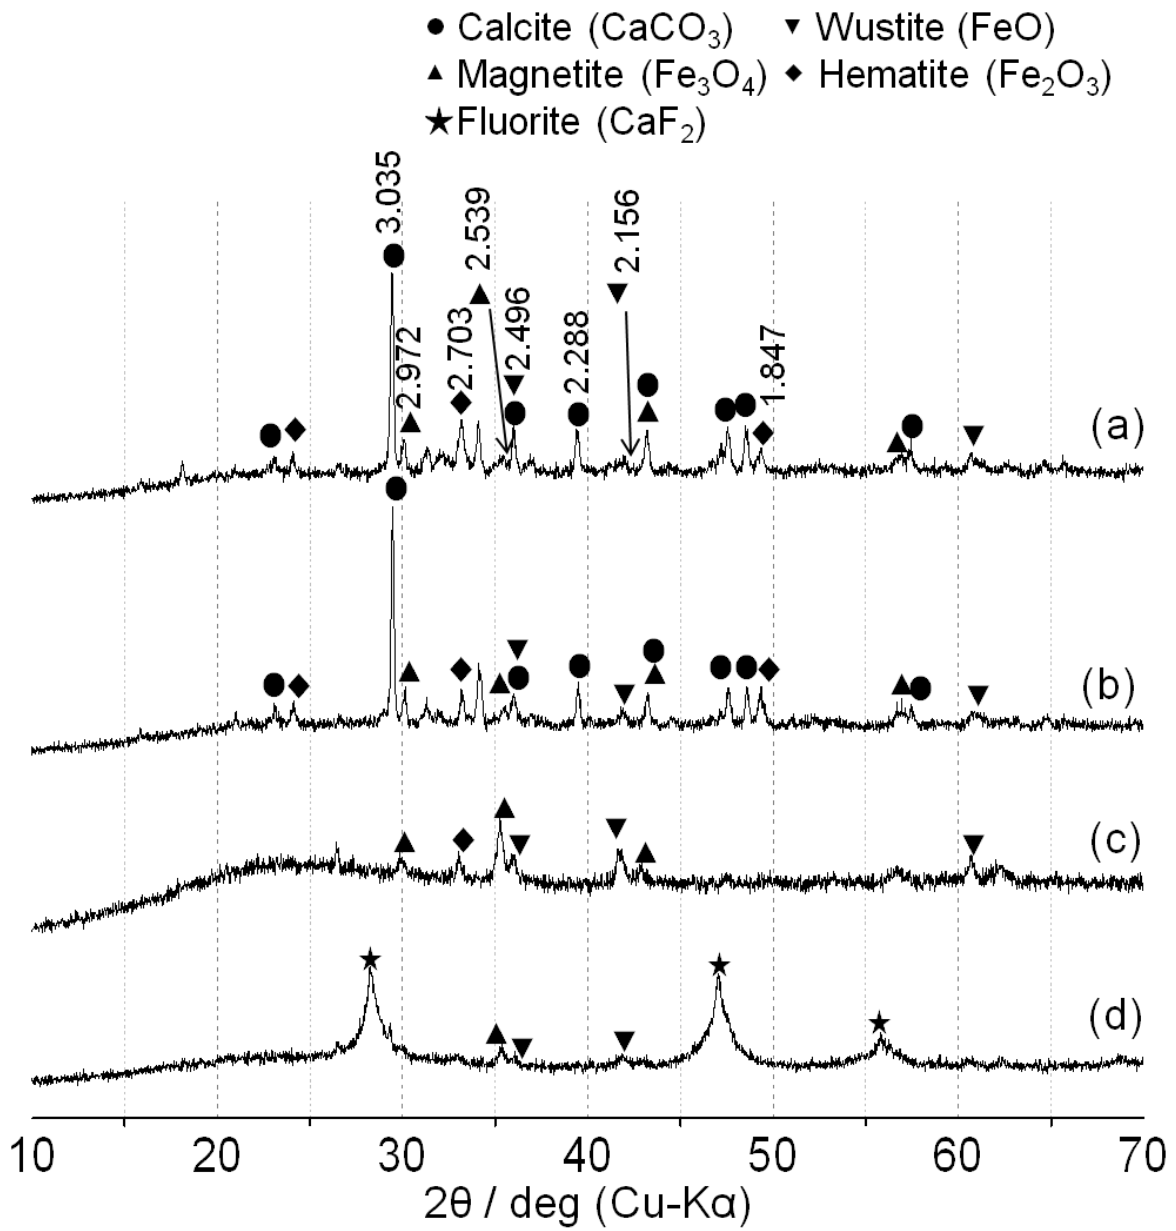 ● Calcite (CaCO₃) ▼ Wustite (FeO)
▲ Magnetite (Fe₃O₄) ◆ Hematite (Fe₂O₃)
★Fluorite (CaF₂)
3.035
2.972
2.703
2.539
2.496
2.288
2.156
1.847
(a)
(b)
(c)
(d)
10 20 30 40 50 60 70
2θ / deg (Cu-Kα)